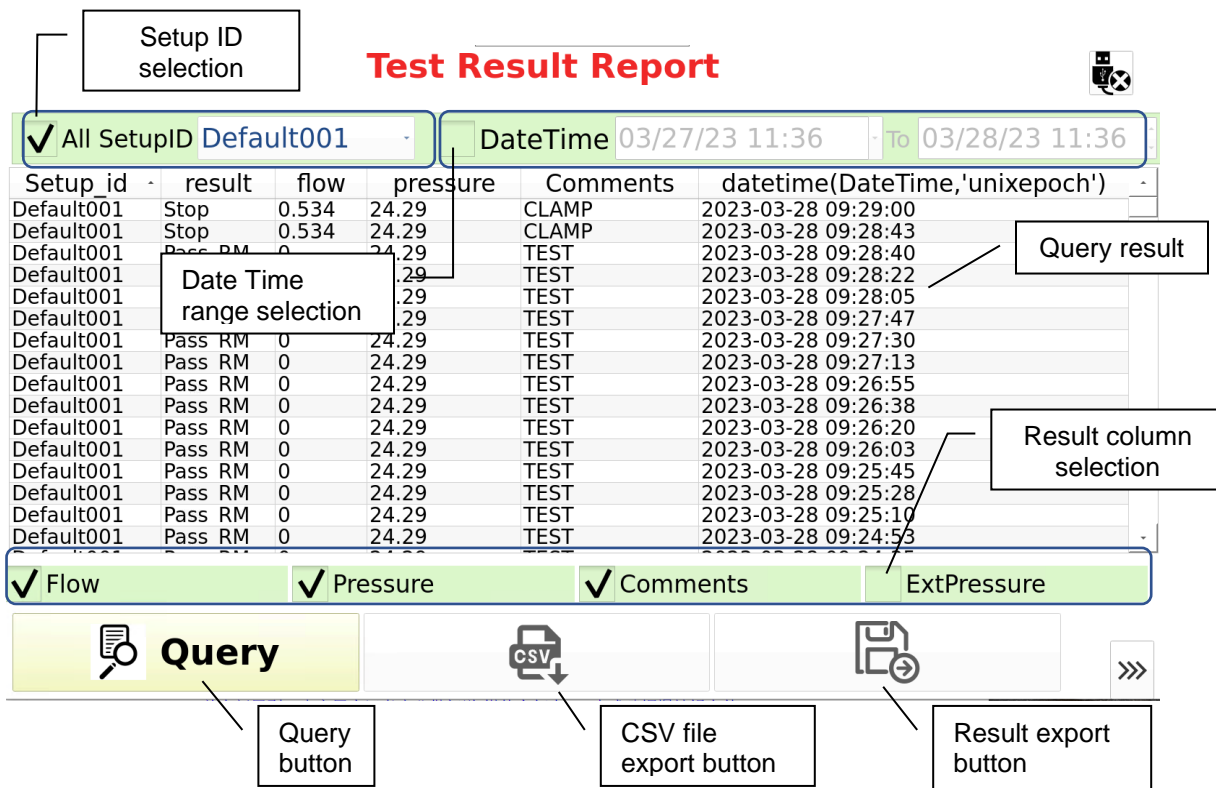 Setup ID
selection
Test Result Report
All SetupID Default001 DateTime 03/27/23 11:36 To 03/28/23 11:36
Setup_id result flow pressure Comments datetime(DateTime,'unixepoch')
Default001 Stop 0.534 24.29 CLAMP 2023-03-28 09:29:00
Default001 Stop 0.534 24.29 CLAMP 2023-03-28 09:28:43
Default001 Pass RM 0 24.29 TEST 2023-03-28 09:28:40
Default001 .29 TEST 2023-03-28 09:28:22
Default001 .29 TEST 2023-03-28 09:28:05
Default001 .29 TEST 2023-03-28 09:27:47
Default001 Pass RM 0 24.29 TEST 2023-03-28 09:27:30
Default001 Pass RM 0 24.29 TEST 2023-03-28 09:27:13
Default001 Pass RM 0 24.29 TEST 2023-03-28 09:26:55
Default001 Pass RM 0 24.29 TEST 2023-03-28 09:26:38
Default001 Pass RM 0 24.29 TEST 2023-03-28 09:26:20
Default001 Pass RM 0 24.29 TEST 2023-03-28 09:26:03
Default001 Pass RM 0 24.29 TEST 2023-03-28 09:25:45
Default001 Pass RM 0 24.29 TEST 2023-03-28 09:25:28
Default001 Pass RM 0 24.29 TEST 2023-03-28 09:25:10
Default001 Pass RM 0 24.29 TEST 2023-03-28 09:24:53
Query result
Date Time
range selection
Result column
selection
Flow Pressure Comments ExtPressure
Query CSV
Query
button
CSV file
export button
Result export
button